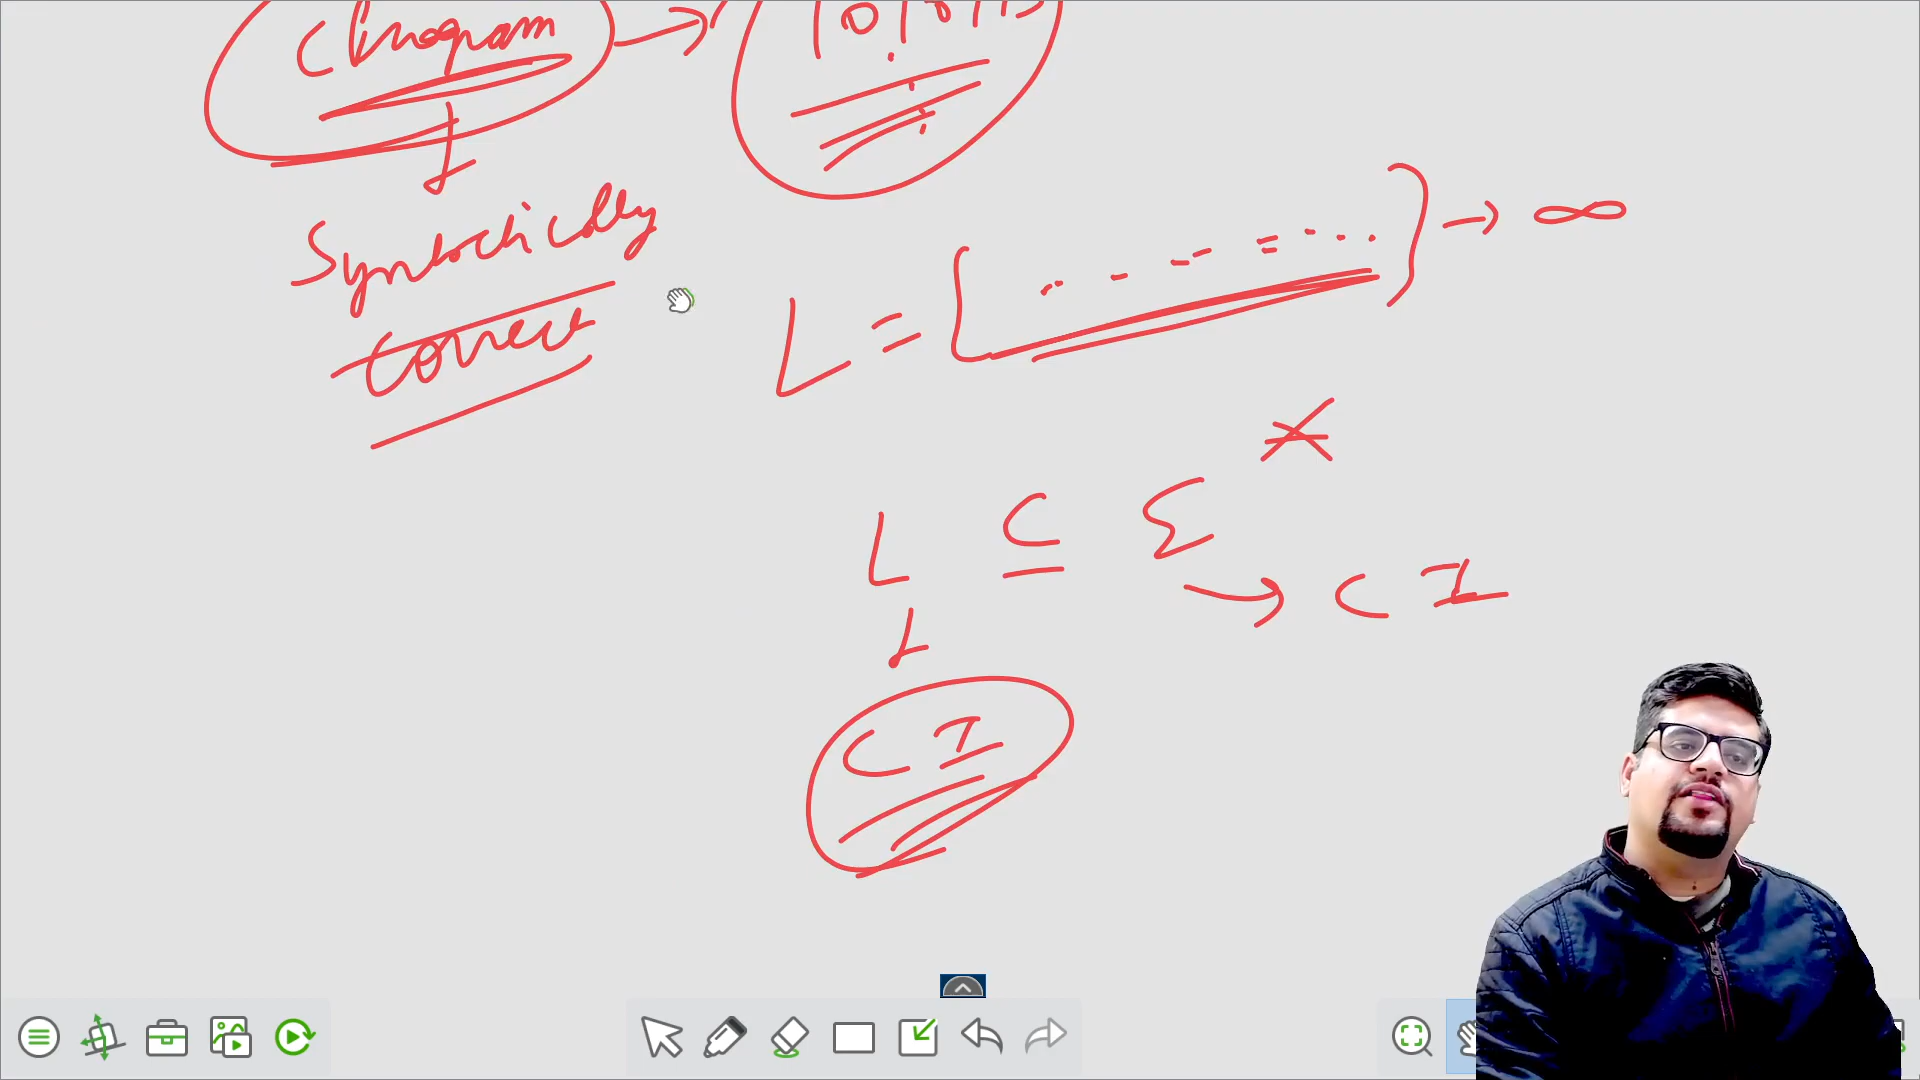 C Program →
Syntactically
correct
L = { . . . . . . } → ∞
L ⊆ Σ*
→ C I
↓
C I